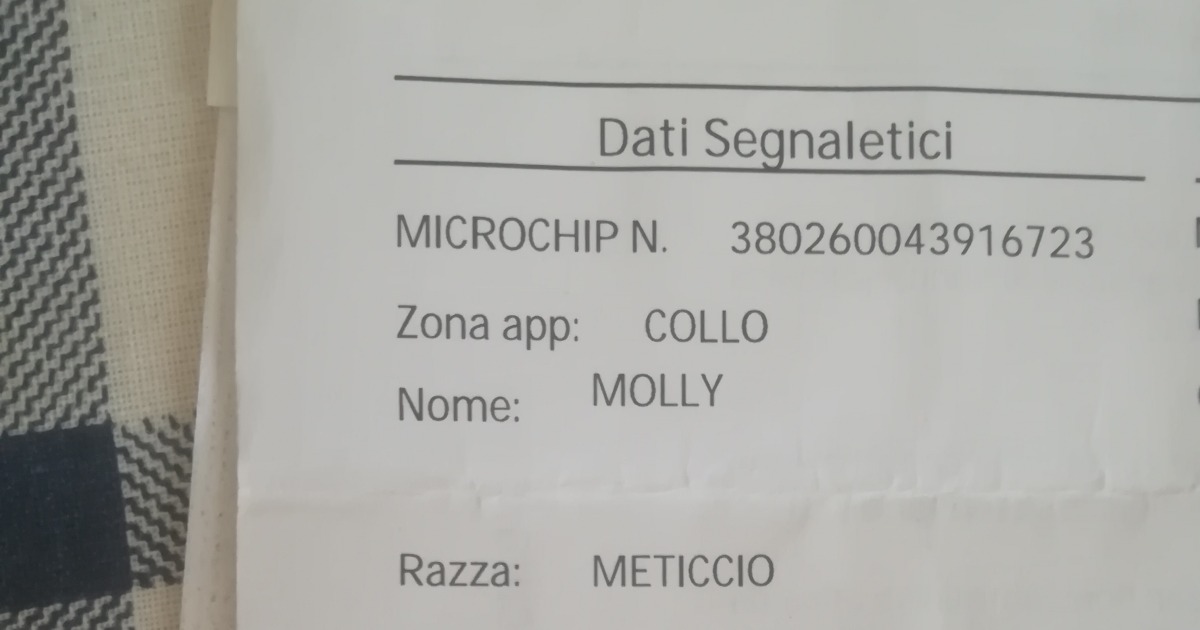 Dati Segnaletici
MICROCHIP N. 380260043916723
Zona app: COLLO
Nome: MOLLY
Razza: METICCIO